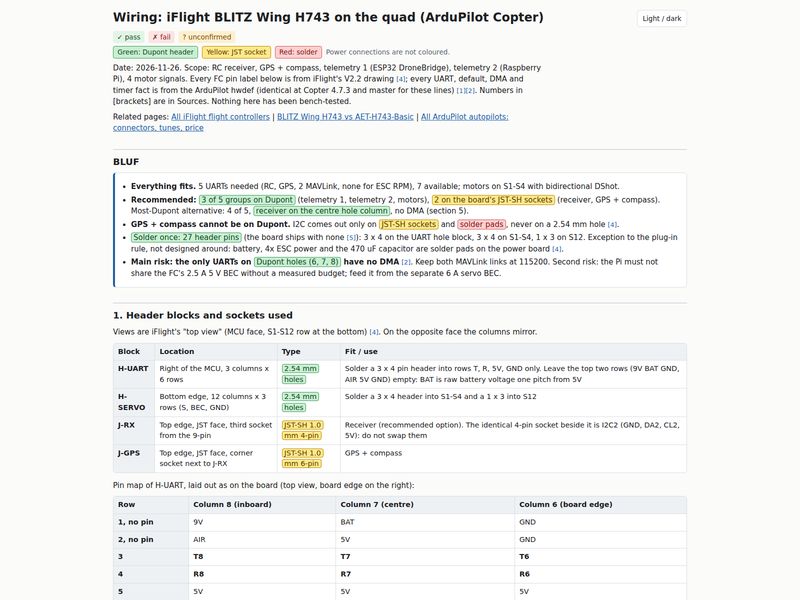 Wiring: iFlight BLITZ Wing H743 on the quad (ArduPilot Copter)
Light / dark
✓ pass ✗ fail ? unconfirmed
Green: Dupont header Yellow: JST socket Red: solder Power connections are not coloured.
Date: 2026-11-26. Scope: RC receiver, GPS + compass, telemetry 1 (ESP32 DroneBridge), telemetry 2 (Raspberry
Pi), 4 motor signals. Every FC pin label below is from iFlight's V2.2 drawing [4]; every UART, default, DMA and
timer fact is from the ArduPilot hwdef (identical at Copter 4.7.3 and master for these lines) [1][2]. Numbers in
[brackets] are in Sources. Nothing here has been bench-tested.
Related pages: All iFlight flight controllers | BLITZ Wing H743 vs AET-H743-Basic | All ArduPilot autopilots:
connectors, tunes, price
BLUF
• Everything fits. 5 UARTs needed (RC, GPS, 2 MAVLink, none for ESC RPM), 7 available; motors on S1-S4 with bidirectional DShot.
• Recommended: 3 of 5 groups on Dupont (telemetry 1, telemetry 2, motors), 2 on the board's JST-SH sockets (receiver, GPS + compass).
Most-Dupont alternative: 4 of 5, receiver on the centre hole column, no DMA (section 5).
• GPS + compass cannot be on Dupont. I2C comes out only on JST-SH sockets and solder pads, never on a 2.54 mm hole [4].
• Solder once: 27 header pins (the board ships with none [5]): 3 x 4 on the UART hole block, 3 x 4 on S1-S4, 1 x 3 on S12. Exception to the plug-in
rule, not designed around: battery, 4x ESC power and the 470 uF capacitor are solder pads on the power board [4].
• Main risk: the only UARTs on Dupont holes (6, 7, 8) have no DMA [2]. Keep both MAVLink links at 115200. Second risk: the Pi must not
share the FC's 2.5 A 5 V BEC without a measured budget; feed it from the separate 6 A servo BEC.
1. Header blocks and sockets used
Views are iFlight's "top view" (MCU face, S1-S12 row at the bottom) [4]. On the opposite face the columns mirror.
Block Location Type Fit / use
H-UART Right of the MCU, 3 columns x 6 rows 2.54 mm holes Solder a 3 x 4 pin header into rows T, R, 5V, GND only. Leave the top two rows (9V BAT GND, AIR 5V GND) empty: BAT is raw battery voltage one pitch from 5V
H-SERVO Bottom edge, 12 columns x 3 rows (S, BEC, GND) 2.54 mm holes Solder a 3 x 4 header into S1-S4 and a 1 x 3 into S12
J-RX Top edge, JST face, third socket from the 9-pin JST-SH 1.0 mm 4-pin Receiver (recommended option). The identical 4-pin socket beside it is I2C2 (GND, DA2, CL2, 5V): do not swap them
J-GPS Top edge, JST face, corner socket next to J-RX JST-SH 1.0 mm 6-pin GPS + compass
Pin map of H-UART, laid out as on the board (top view, board edge on the right):
Row Column 8 (inboard) Column 7 (centre) Column 6 (board edge)
1, no pin 9V BAT GND
2, no pin AIR 5V GND
3 T8 T7 T6
4 R8 R7 R6
5 5V 5V 5V